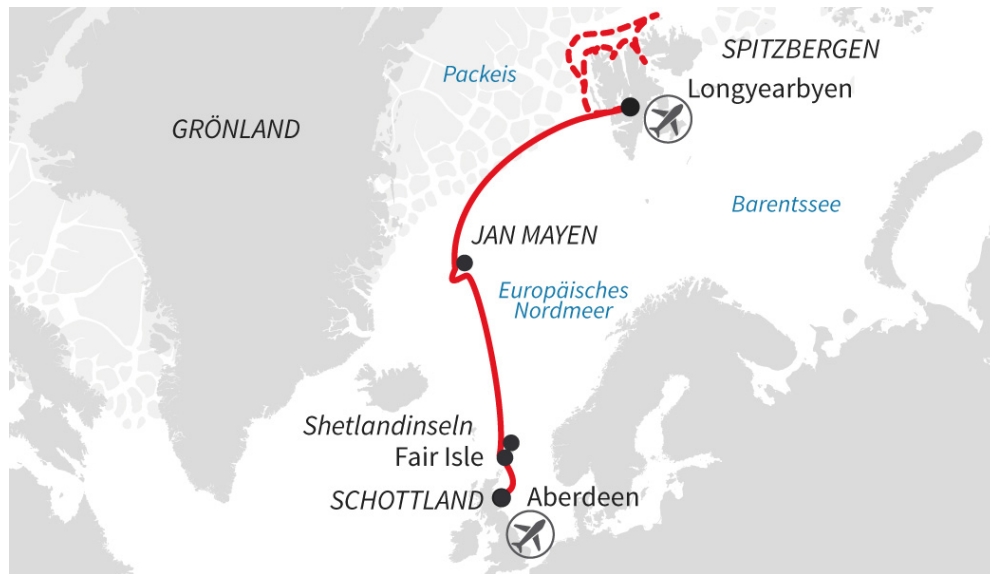 SPITZBERGEN
Packeis
Longyearbyen
GRÖNLAND
Barentssee
JAN MAYEN
Europäisches
Nordmeer
Shetlandinseln
Fair Isle
SCHOTTLAND
Aberdeen